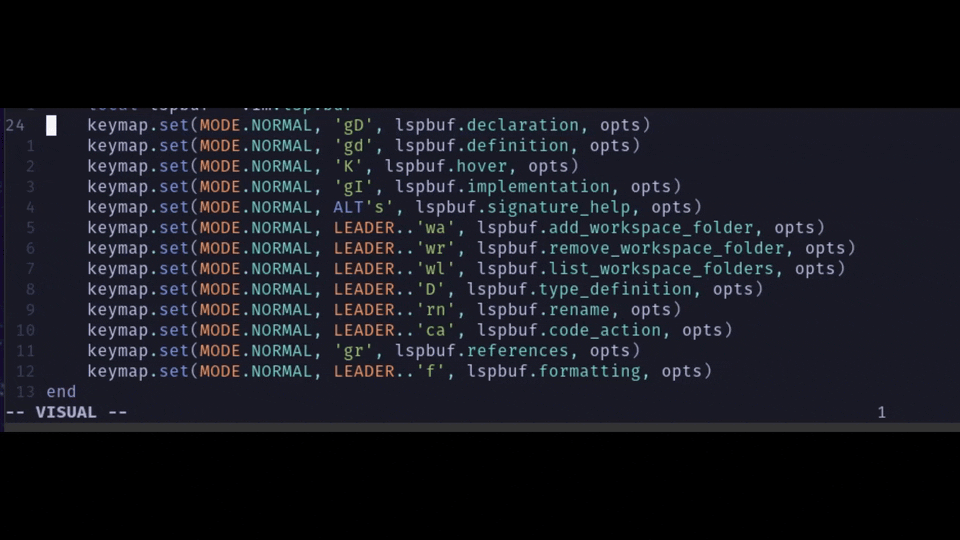 24 keymap.set(MODE.NORMAL, 'gD', lspbuf.declaration, opts)
1 keymap.set(MODE.NORMAL, 'gd', lspbuf.definition, opts)
2 keymap.set(MODE.NORMAL, 'K', lspbuf.hover, opts)
3 keymap.set(MODE.NORMAL, 'gI', lspbuf.implementation, opts)
4 keymap.set(MODE.NORMAL, ALT's', lspbuf.signature_help, opts)
5 keymap.set(MODE.NORMAL, LEADER..'wa', lspbuf.add_workspace_folder, opts)
6 keymap.set(MODE.NORMAL, LEADER..'wr', lspbuf.remove_workspace_folder, opts)
7 keymap.set(MODE.NORMAL, LEADER..'wl', lspbuf.list_workspace_folders, opts)
8 keymap.set(MODE.NORMAL, LEADER..'D', lspbuf.type_definition, opts)
9 keymap.set(MODE.NORMAL, LEADER..'rn', lspbuf.rename, opts)
10 keymap.set(MODE.NORMAL, LEADER..'ca', lspbuf.code_action, opts)
11 keymap.set(MODE.NORMAL, 'gr', lspbuf.references, opts)
12 keymap.set(MODE.NORMAL, LEADER..'f', lspbuf.formatting, opts)
13 end
-- VISUAL -- 1